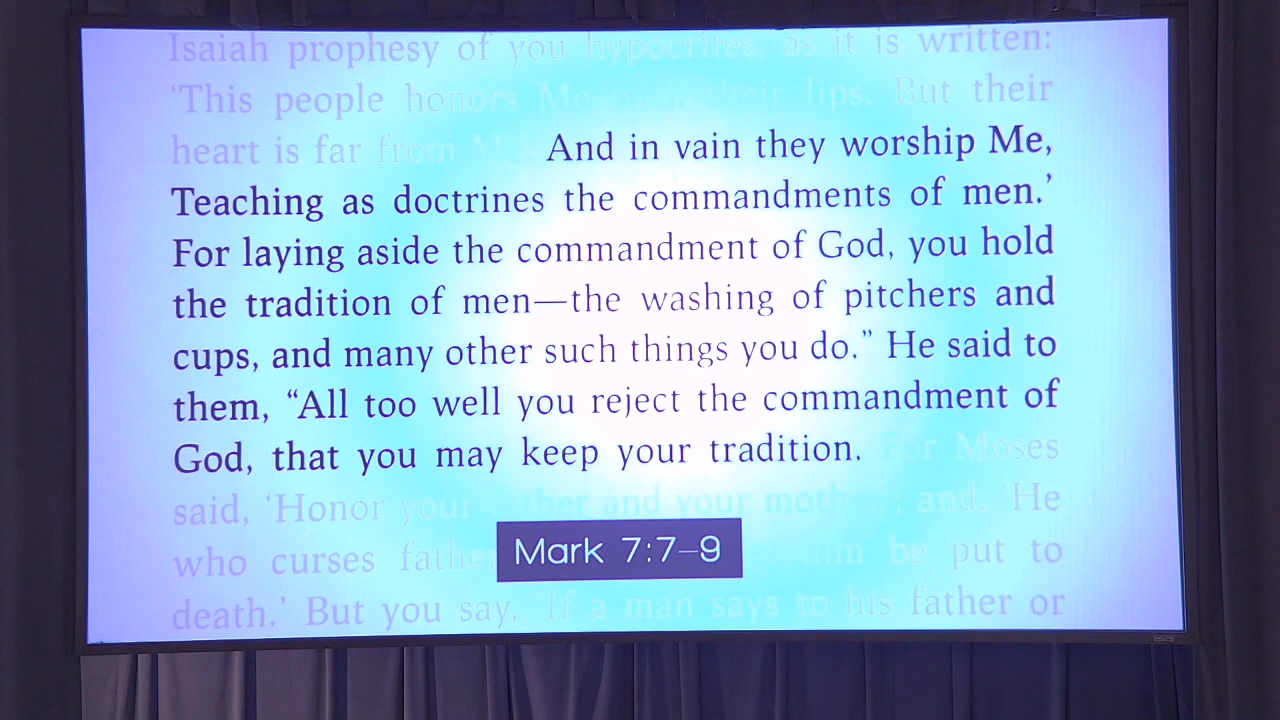 Isaiah prophesy of you hypocrites, as it is written:
‘This people honors Me with their lips, But their
heart is far from Me. And in vain they worship Me,
Teaching as doctrines the commandments of men.’
For laying aside the commandment of God, you hold
the tradition of men—the washing of pitchers and
cups, and many other such things you do.” He said to
them, “All too well you reject the commandment of
God, that you may keep your tradition. For Moses
said, ‘Honor your father and your mother’; and, ‘He
who curses father him be put to
death.’ But you say, ‘If a man says to his father or
Mark 7:7–9